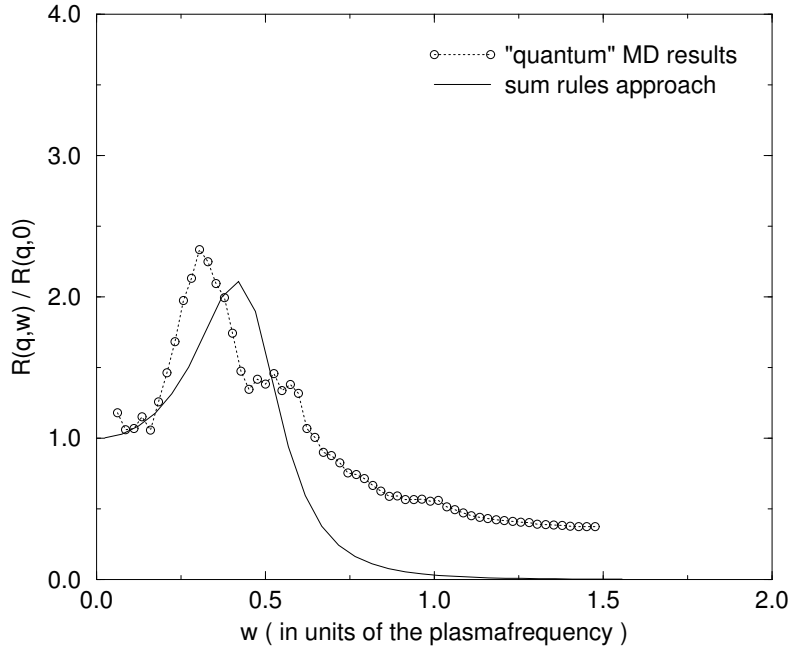 4.0
3.0
2.0
1.0
0.0
R(q,w) / R(q,0)
"quantum" MD results
sum rules approach
0.0 0.5 1.0 1.5 2.0
w ( in units of the plasmafrequency )